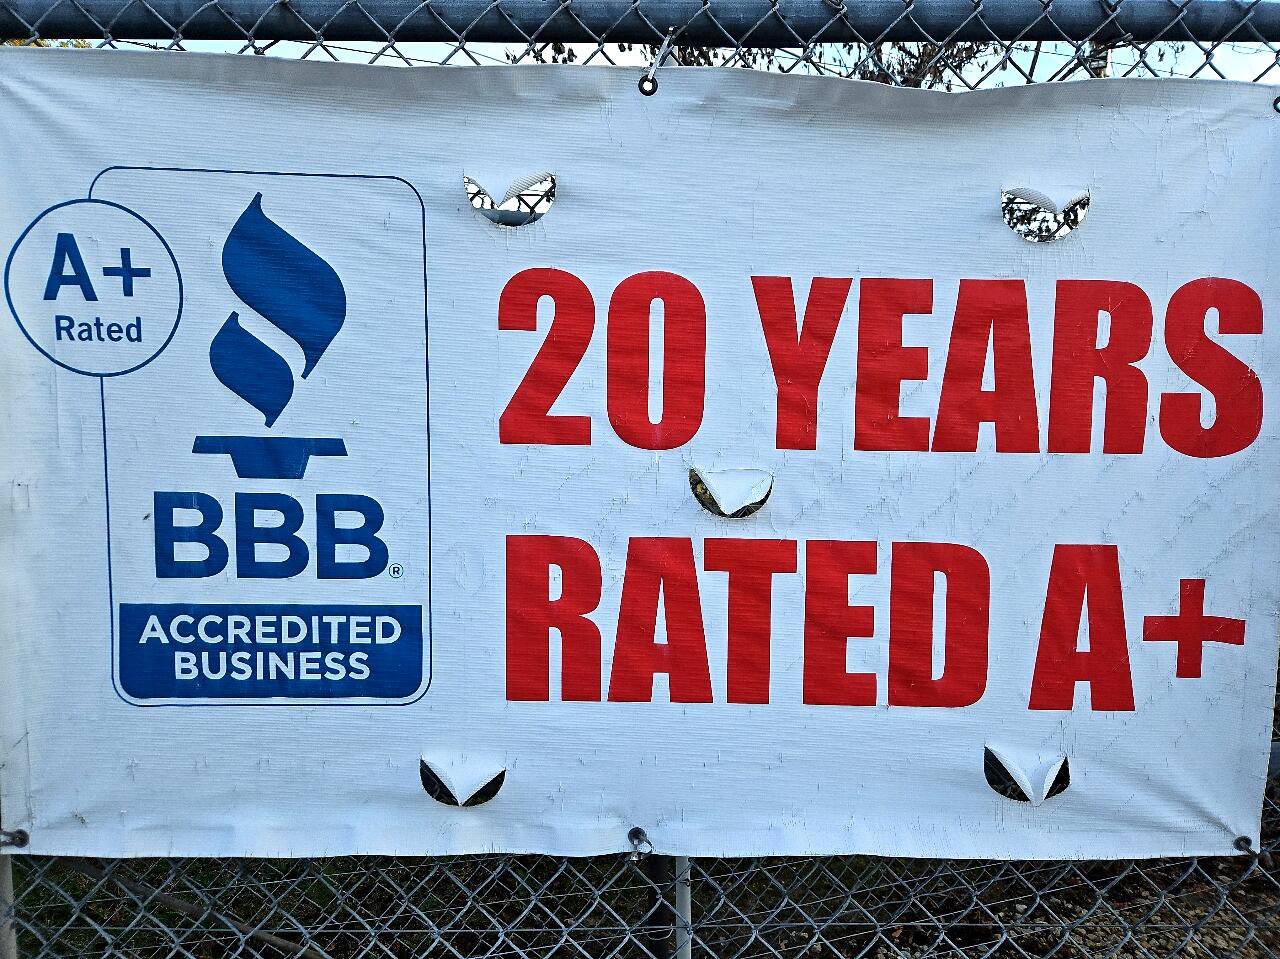 A+
Rated
BBB®
ACCREDITED
BUSINESS
20 YEARS
RATED A+